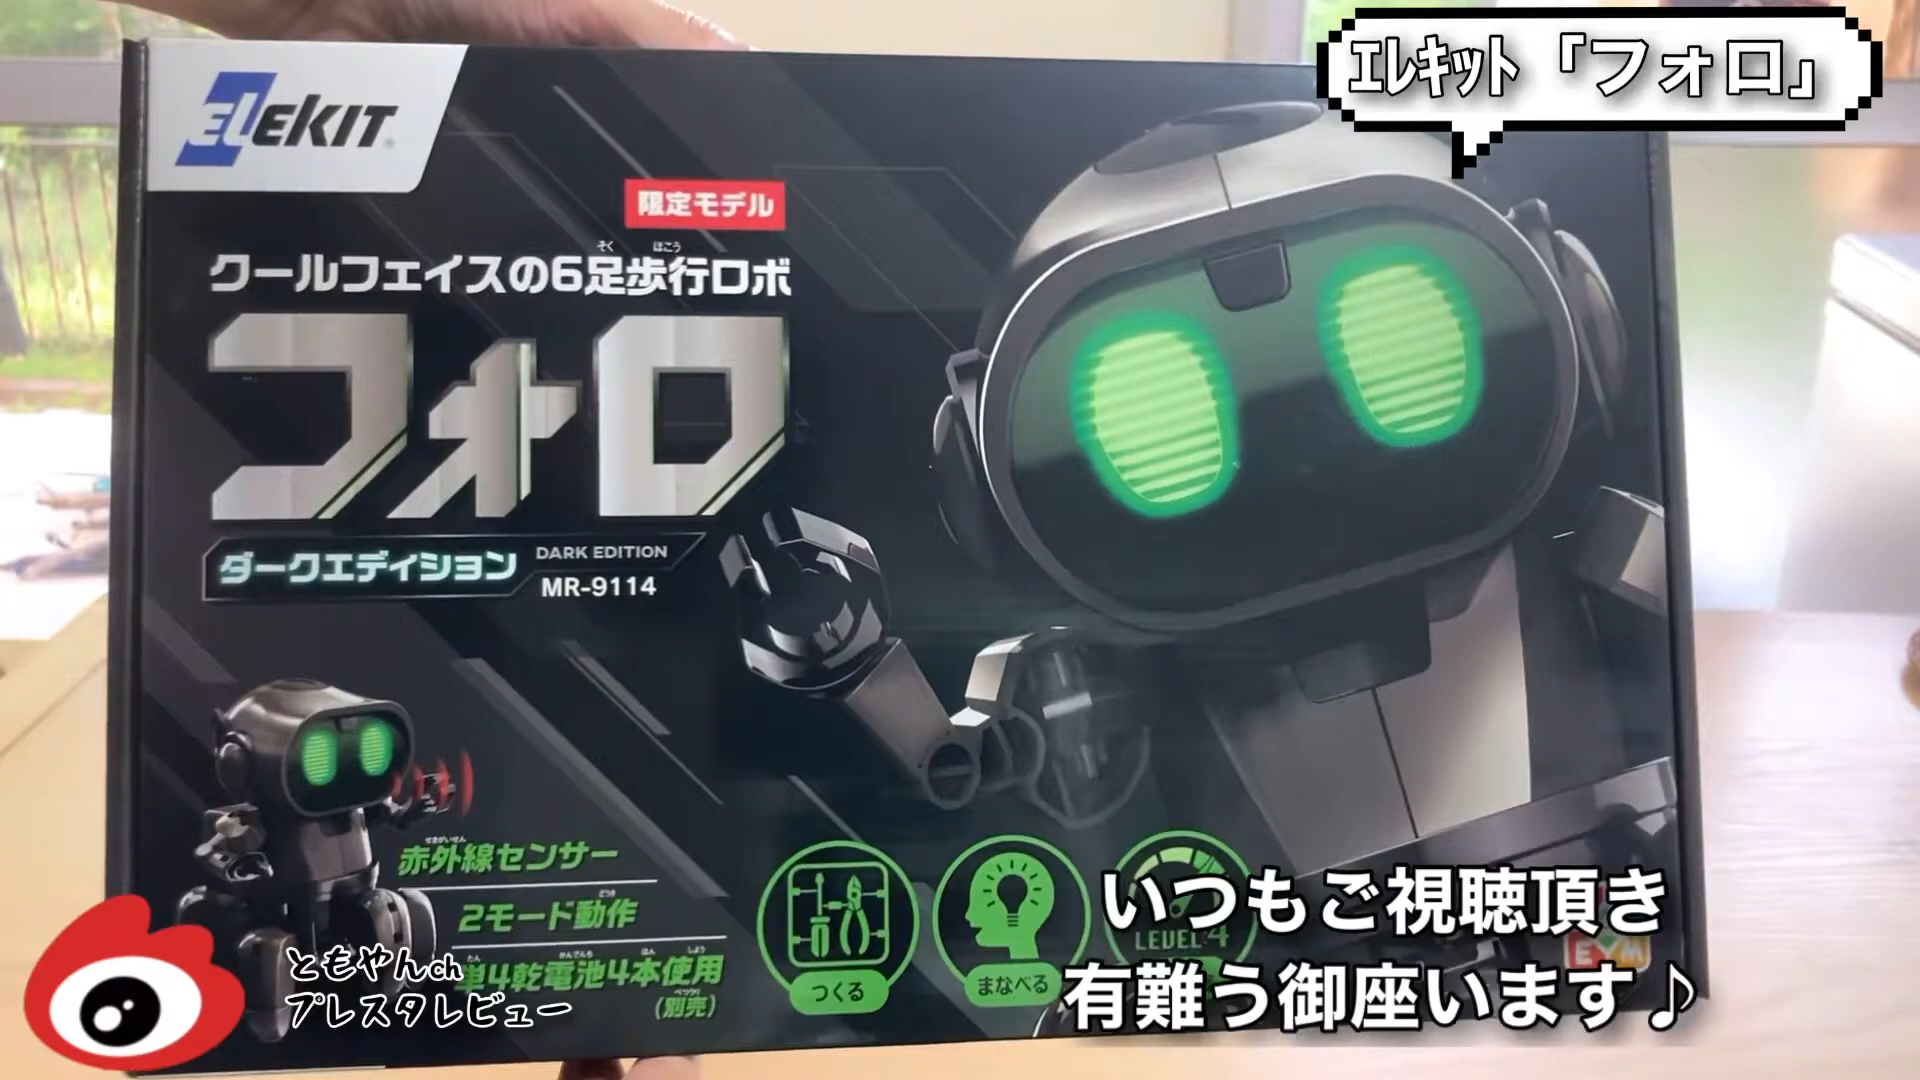 ｴﾚｷｯﾄ「フォロ」
ELEKIT
限定モデル
そく ほこう
クールフェイスの6足歩行ロボ
フォロ
ダークエディション
DARK EDITION
MR-9114
せきがいせん
赤外線センサー
どうさ
2モード動作
たん かんでんち ほん しよう
単4乾電池4本使用
べつうり
(別売)
つくる
まなべる
LEVEL:4
いつもご視聴頂き
有難う御座います♪
ともやんch
プレスタレビュー